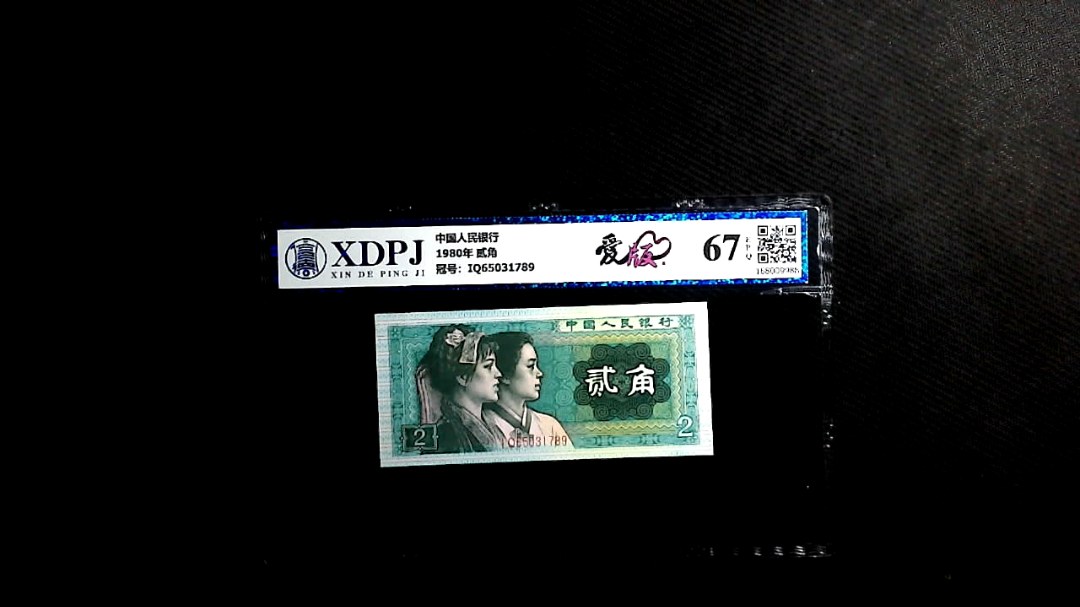 XDPJ
XIN DE PING JI
中国人民银行
1980年 贰角
冠号：IQ65031789
爱版
67
EPQ
中国人民银行
贰角
2
IQ65031789
2